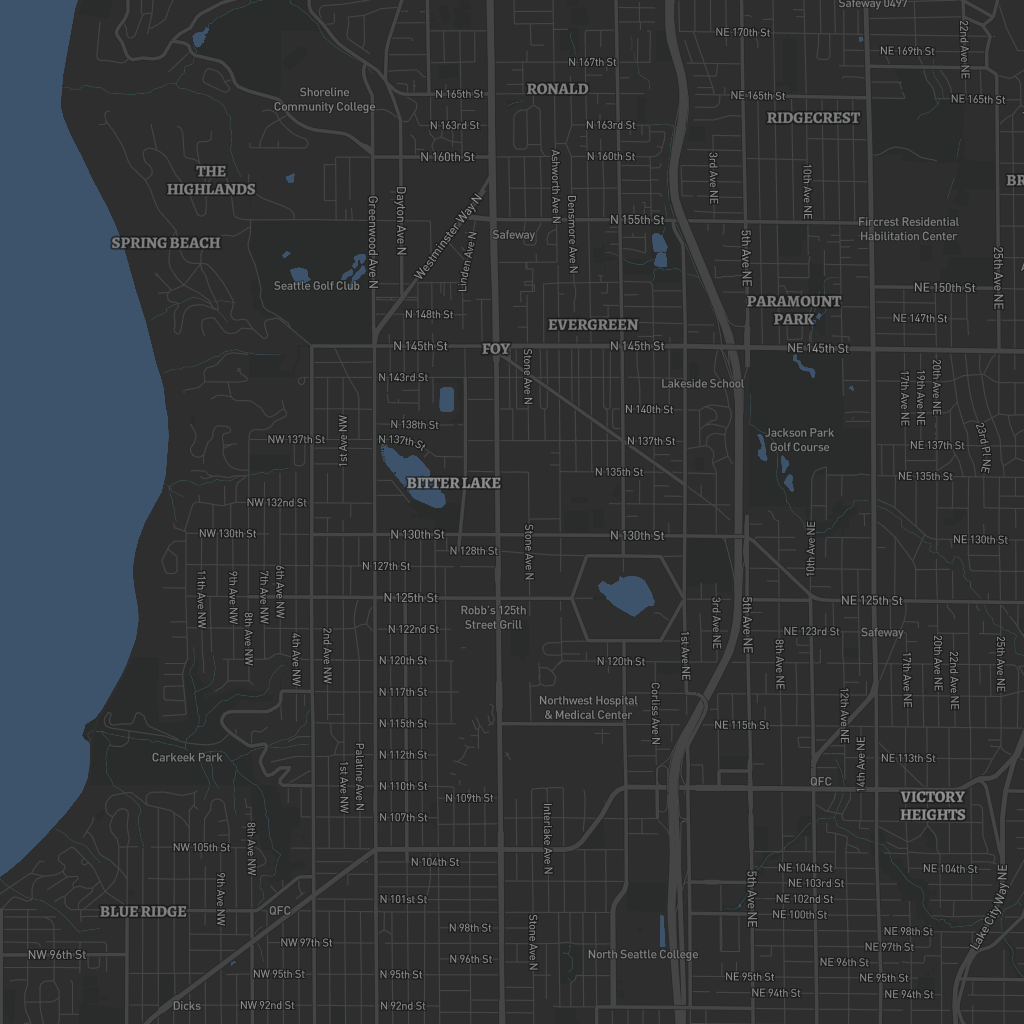 Safeway 0497
NE 170th St
22nd Ave NE
NE 169th St
N 167th St
RONALD
Shoreline
Community College
N 165th St
NE 165th St
NE 165th St
RIDGECREST
N 163rd St
N 163rd St
N 160th St
N 160th St
THE
HIGHLANDS
Ashworth Ave N
3rd Ave NE
10th Ave NE
BR
Greenwood Ave N
Dayton Ave N
Westminster Way N
Densmore Ave N
N 155th St
Fircrest Residential
Habilitation Center
SPRING BEACH
Safeway
Linden Ave N
5th Ave NE
25th Ave NE
Seattle Golf Club
NE 150th St
PARAMOUNT
PARK
N 148th St
EVERGREEN
NE 147th St
N 145th St
FOY
N 145th St
NE 145th St
Stone Ave N
N 143rd St
Lakeside School
17th Ave NE
19th Ave NE
20th Ave NE
N 140th St
N 138th St
1st Ave NW
NW 137th St
N 137th St
N 137th St
Jackson Park
Golf Course
23rd Pl NE
NE 137th St
N 135th St
NE 135th St
BITTER LAKE
NW 132nd St
NW 130th St
N 130th St
N 130th St
10th Ave NE
NE 130th St
Stone Ave N
N 128th St
N 127th St
11th Ave NW
9th Ave NW
7th Ave NW
6th Ave NW
8th Ave NW
N 125th St
NE 125th St
Robb's 125th
Street Grill
3rd Ave NE
5th Ave NE
N 122nd St
NE 123rd St
Safeway
4th Ave NW
2nd Ave NW
1st Ave NE
8th Ave NE
17th Ave NE
20th Ave NE
22nd Ave NE
25th Ave NE
N 120th St
N 120th St
N 117th St
Northwest Hospital
& Medical Center
Corliss Ave N
12th Ave NE
N 115th St
NE 115th St
Carkeek Park
N 112th St
14th Ave NE
NE 113th St
Palatine Ave N
1st Ave NW
N 110th St
QFC
N 109th St
VICTORY
HEIGHTS
N 107th St
Interlake Ave N
8th Ave NW
NW 105th St
N 104th St
NE 104th St
NE 104th St
9th Ave NW
NE 103rd St
5th Ave NE
Lake City Way NE
N 101st St
NE 102nd St
BLUE RIDGE
QFC
NE 100th St
N 98th St
NE 98th St
Stone Ave N
NW 97th St
NE 97th St
NW 96th St
N 96th St
North Seattle College
NE 96th St
NW 95th St
N 95th St
NE 95th St
NE 95th St
NE 94th St
NE 94th St
Dicks
NW 92nd St
N 92nd St